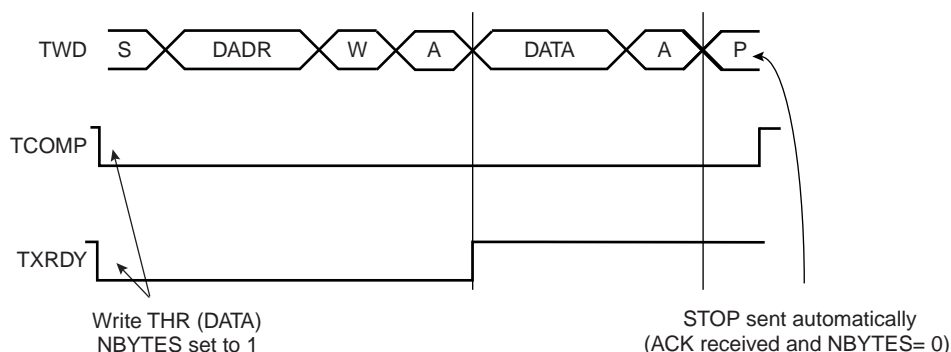 TWD S DADR W A DATA A P
TCOMP
TXRDY
Write THR (DATA)
NBYTES set to 1
STOP sent automatically
(ACK received and NBYTES= 0)